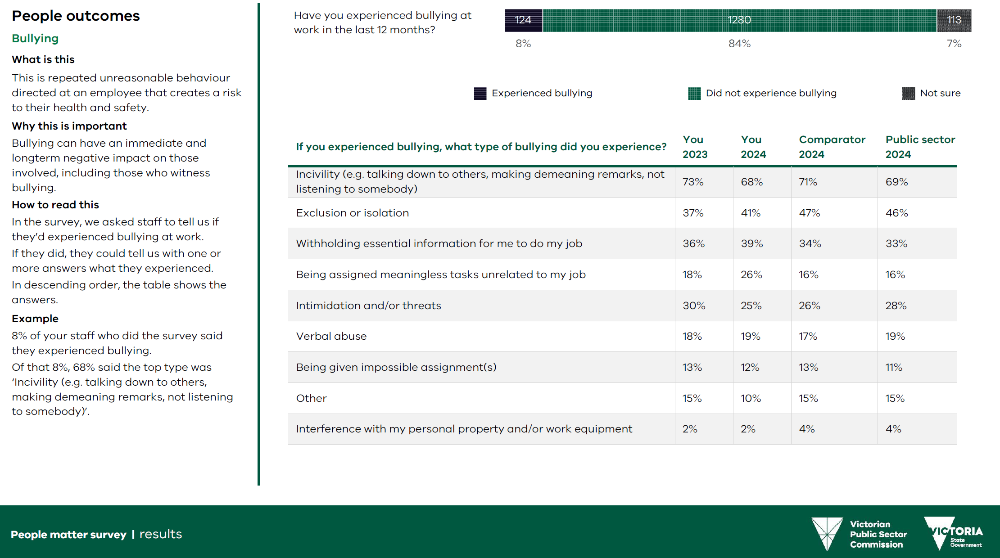 People outcomes
Bullying
What is this
This is repeated unreasonable behaviour
directed at an employee that creates a risk
to their health and safety.
Why this is important
Bullying can have an immediate and
longterm negative impact on those
involved, including those who witness
bullying.
How to read this
In the survey, we asked staff to tell us if
they’d experienced bullying at work.
If they did, they could tell us with one or
more answers what they experienced.
In descending order, the table shows the
answers.
Example
8% of your staff who did the survey said
they experienced bullying.
Of that 8%, 68% said the top type was
‘Incivility (e.g. talking down to others,
making demeaning remarks, not listening
to somebody)’.
Have you experienced bullying at
work in the last 12 months?
124 1280 113
8% 84% 7%
Experienced bullying Did not experience bullying Not sure
If you experienced bullying, what type of bullying did you experience? You 2023 You 2024 Comparator 2024 Public sector 2024
Incivility (e.g. talking down to others, making demeaning remarks, not
listening to somebody) 73% 68% 71% 69%
Exclusion or isolation 37% 41% 47% 46%
Withholding essential information for me to do my job 36% 39% 34% 33%
Being assigned meaningless tasks unrelated to my job 18% 26% 16% 16%
Intimidation and/or threats 30% 25% 26% 28%
Verbal abuse 18% 19% 17% 19%
Being given impossible assignment(s) 13% 12% 13% 11%
Other 15% 10% 15% 15%
Interference with my personal property and/or work equipment 2% 2% 4% 4%
People matter survey | results
Victorian
Public Sector
Commission
VICTORIA
State
Government